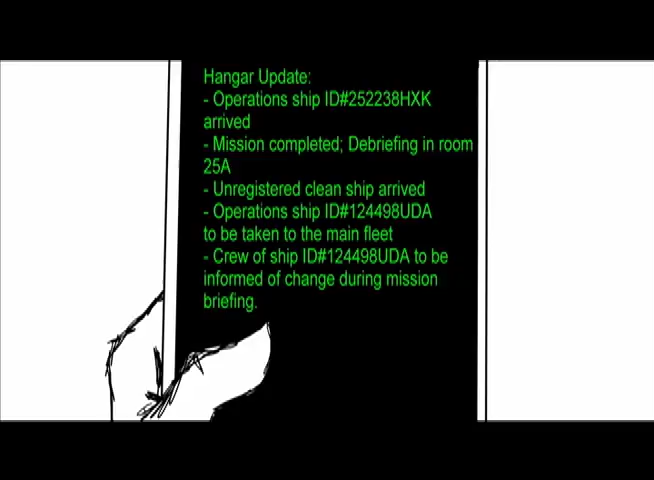 Hangar Update:
- Operations ship ID#252238HXK
arrived
- Mission completed; Debriefing in room
25A
- Unregistered clean ship arrived
- Operations ship ID#124498UDA
to be taken to the main fleet
- Crew of ship ID#124498UDA to be
informed of change during mission
briefing.